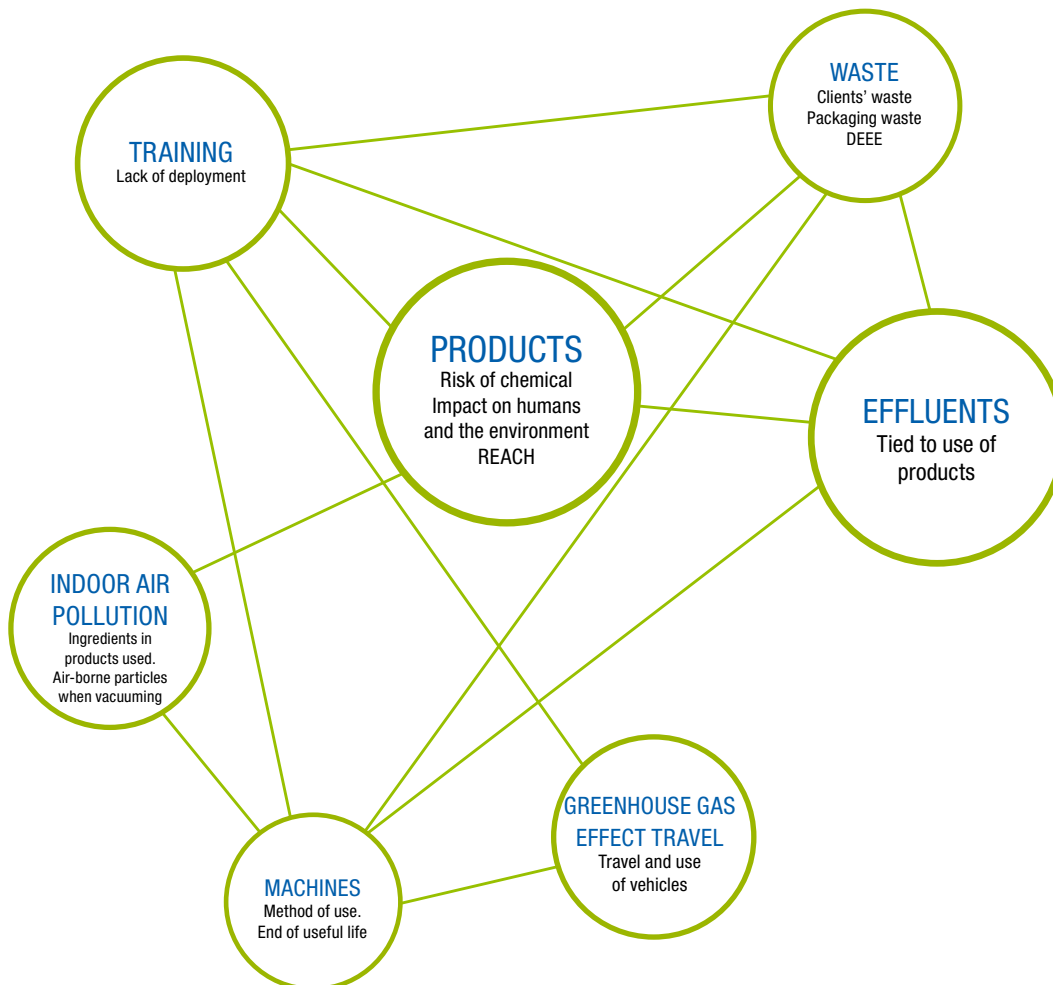 WASTE
Clients’ waste
Packaging waste
DEEE
TRAINING
Lack of deployment
PRODUCTS
Risk of chemical
Impact on humans
and the environment
REACH
EFFLUENTS
Tied to use of
products
INDOOR AIR
POLLUTION
Ingredients in
products used.
Air-borne particles
when vacuuming
GREENHOUSE GAS
EFFECT TRAVEL
Travel and use
of vehicles
MACHINES
Method of use.
End of useful life